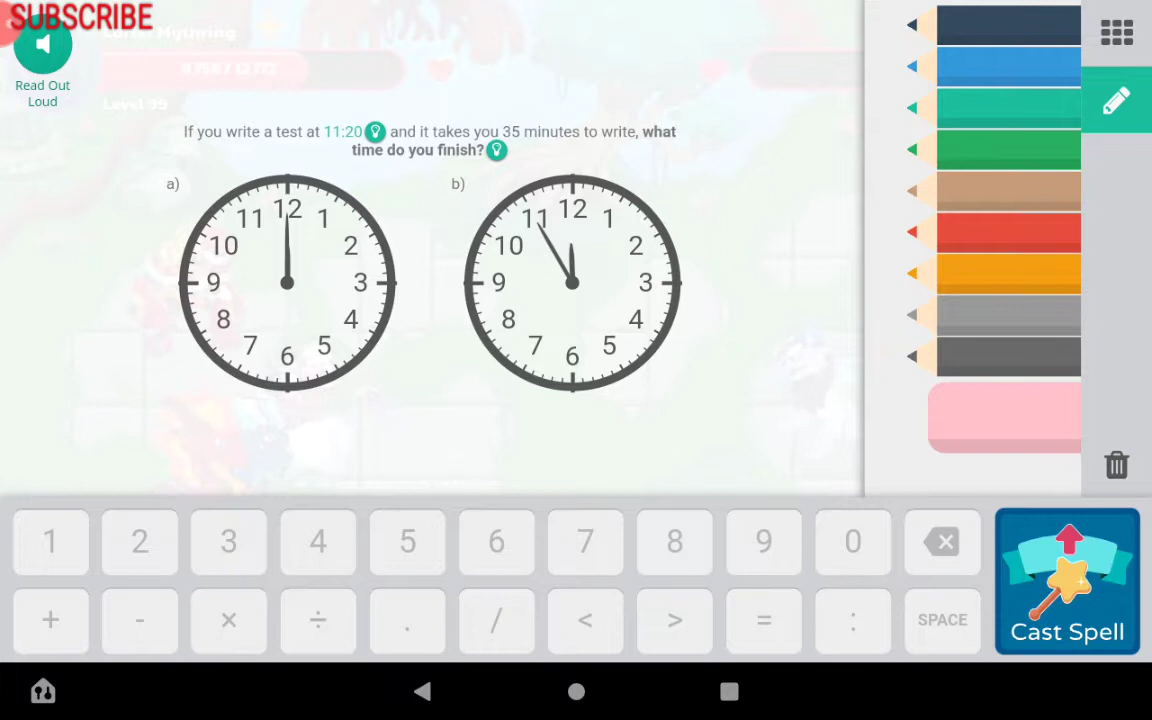 SUBSCRIBE
Read Out
Loud
Level 99
If you write a test at 11:20 and it takes you 35 minutes to write, what
time do you finish?
a) b)
12
11 1
10 2
9 3
8 4
7 5
6
12
11 1
10 2
9 3
8 4
7 5
6
1 2 3 4 5 6 7 8 9 0
+ - × ÷ . / < > = : SPACE
Cast Spell